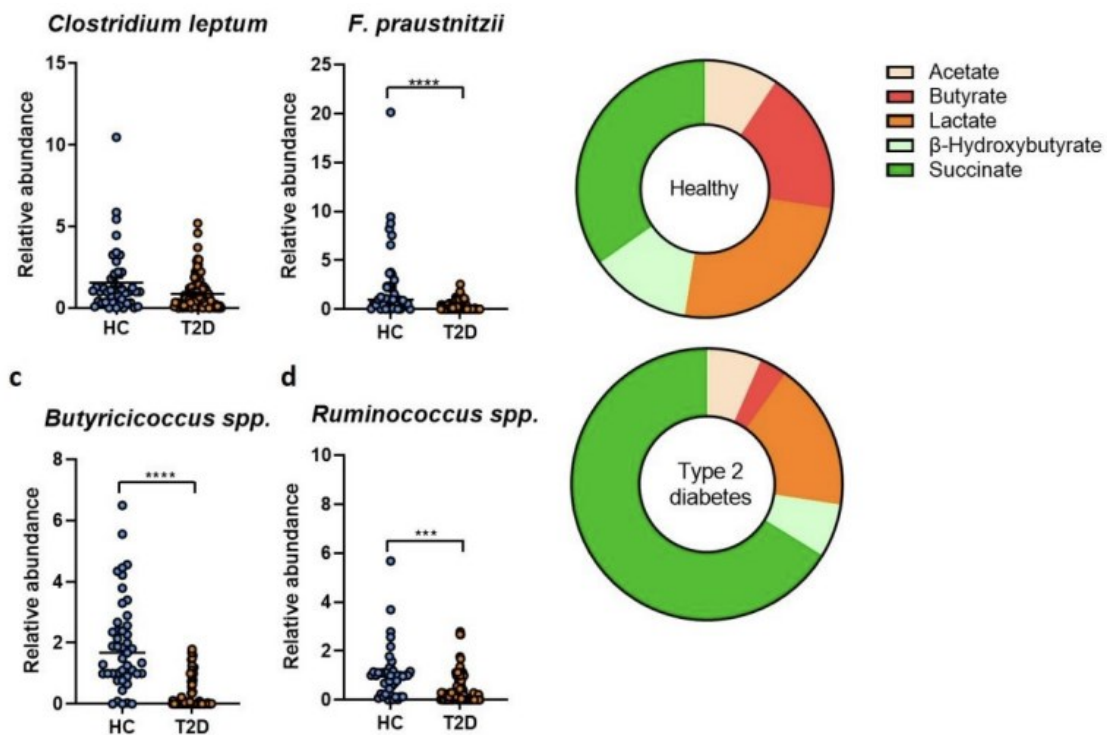 Clostridium leptum
Relative abundance
15
10
5
0
HC
T2D
F. praustnitzii
Relative abundance
25
20
15
10
5
0
****
HC
T2D
Healthy
Acetate
Butyrate
Lactate
β-Hydroxybutyrate
Succinate
c
Butyricicoccus spp.
Relative abundance
8
6
4
2
0
****
HC
T2D
d
Ruminococcus spp.
Relative abundance
10
8
6
4
2
0
***
HC
T2D
Type 2
diabetes